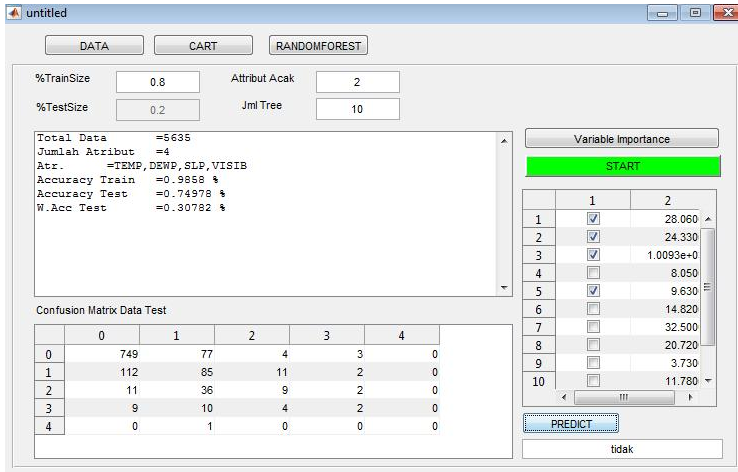 untitled
DATA CART RANDOMFOREST
%TrainSize 0.8 Attribut Acak 2
%TestSize 0.2 Jml Tree 10
Total Data =5635
Jumlah Atribut =4
Atr. =TEMP,DEWP,SLP,VISIB
Accuracy Train =0.9858 %
Accuracy Test =0.74978 %
W.Acc Test =0.30782 %
Variable Importance
START
1 2
1 28.060
2 24.330
3 1.0093e+0
4 8.050
5 9.630
6 14.820
7 32.500
8 20.720
9 3.730
10 11.780
PREDICT
tidak
Confusion Matrix Data Test
0 1 2 3 4
0 749 77 4 3 0
1 112 85 11 2 0
2 11 36 9 2 0
3 9 10 4 2 0
4 0 1 0 0 0